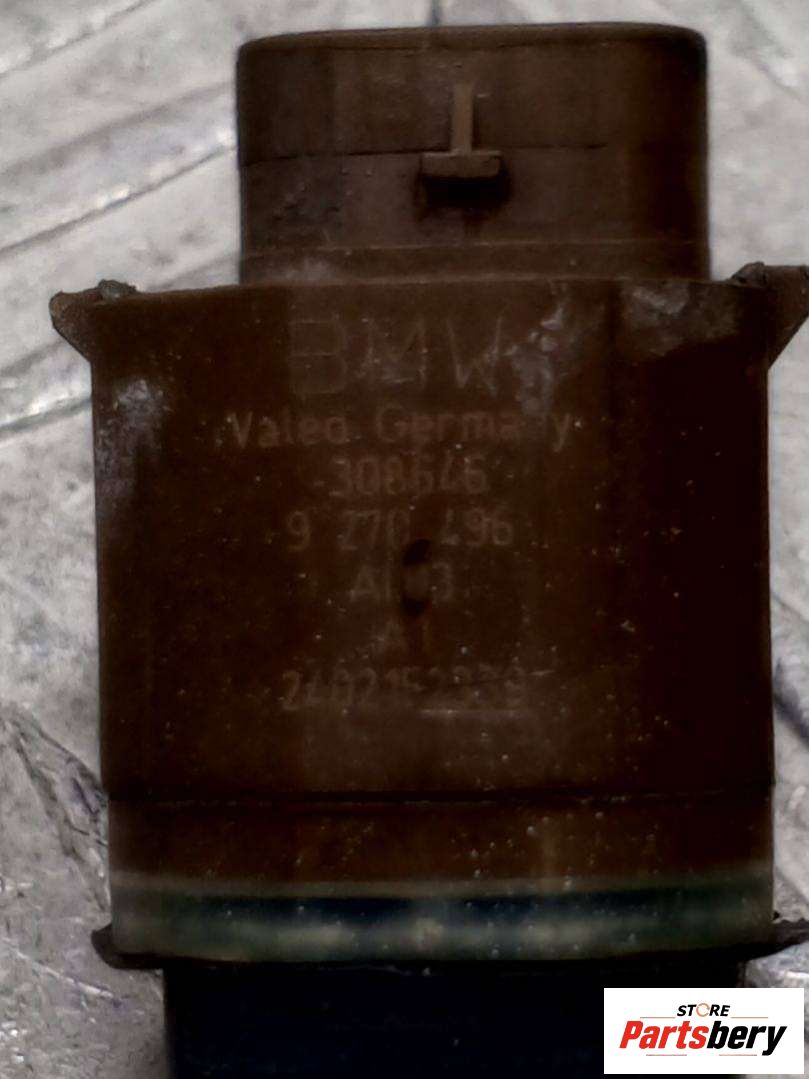 BMW
Valeo Germany
308646
9 270 496
A1
STORE
Partsbery